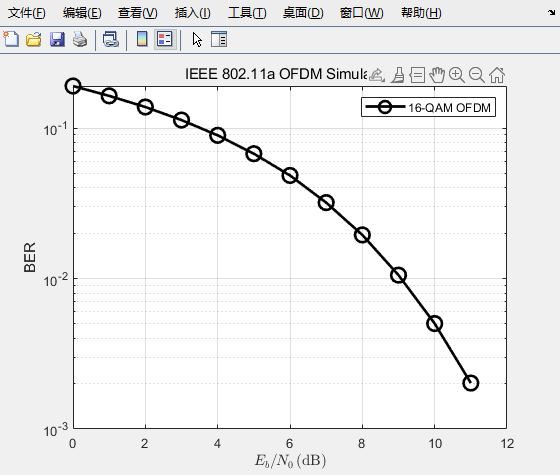 文件(F) 编辑(E) 查看(V) 插入(I) 工具(T) 桌面(D) 窗口(W) 帮助(H)
IEEE 802.11a OFDM
16-QAM OFDM
10^-1
10^-2
10^-3
BER
0 2 4 6 8 10 12
E_b/N_0 (dB)